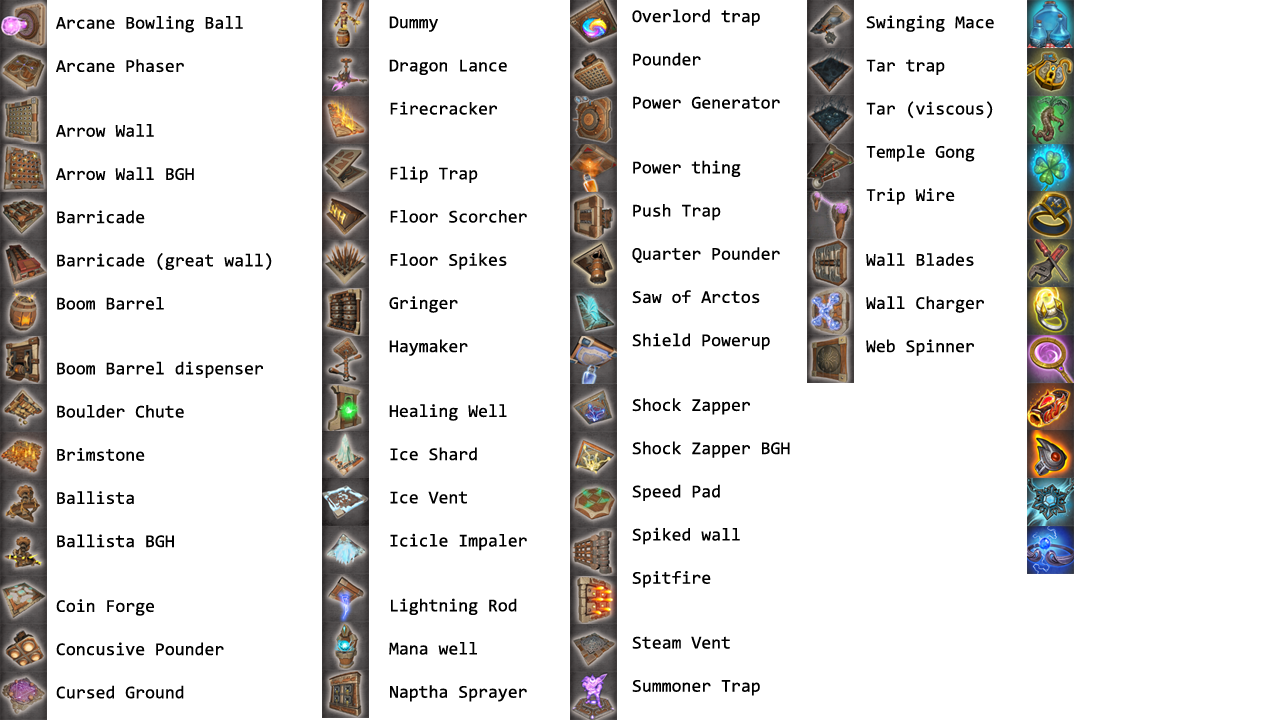 Arcane Bowling Ball
Arcane Phaser
Arrow Wall
Arrow Wall BGH
Barricade
Barricade (great wall)
Boom Barrel
Boom Barrel dispenser
Boulder Chute
Brimstone
Ballista
Ballista BGH
Coin Forge
Concusive Pounder
Cursed Ground
Dummy
Dragon Lance
Firecracker
Flip Trap
Floor Scorcher
Floor Spikes
Gringer
Haymaker
Healing Well
Ice Shard
Ice Vent
Icicle Impaler
Lightning Rod
Mana well
Naptha Sprayer
Overlord trap
Pounder
Power Generator
Power thing
Push Trap
Quarter Pounder
Saw of Arctos
Shield Powerup
Shock Zapper
Shock Zapper BGH
Speed Pad
Spiked wall
Spitfire
Steam Vent
Summoner Trap
Swinging Mace
Tar trap
Tar (viscous)
Temple Gong
Trip Wire
Wall Blades
Wall Charger
Web Spinner